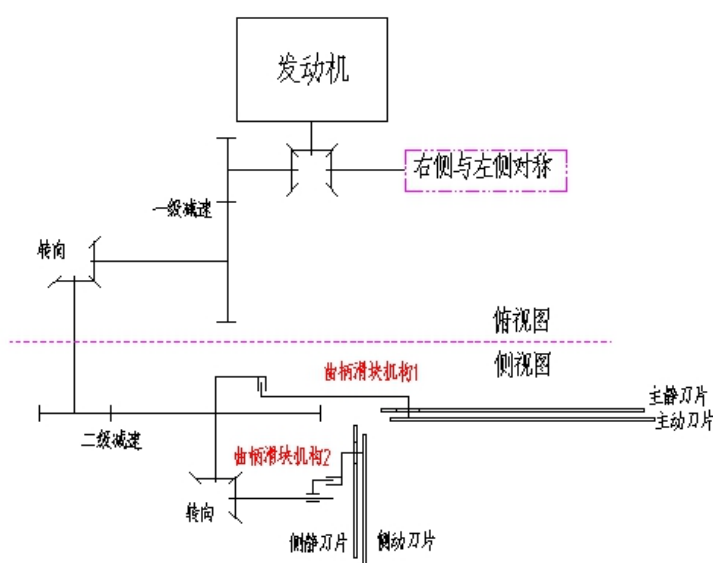 发动机
右侧与左侧对称
一级减速
转向
俯视图
侧视图
曲柄滑块机构1
主静刀片
主动刀片
二级减速
曲柄滑块机构2
转向
侧静刀片
侧动刀片